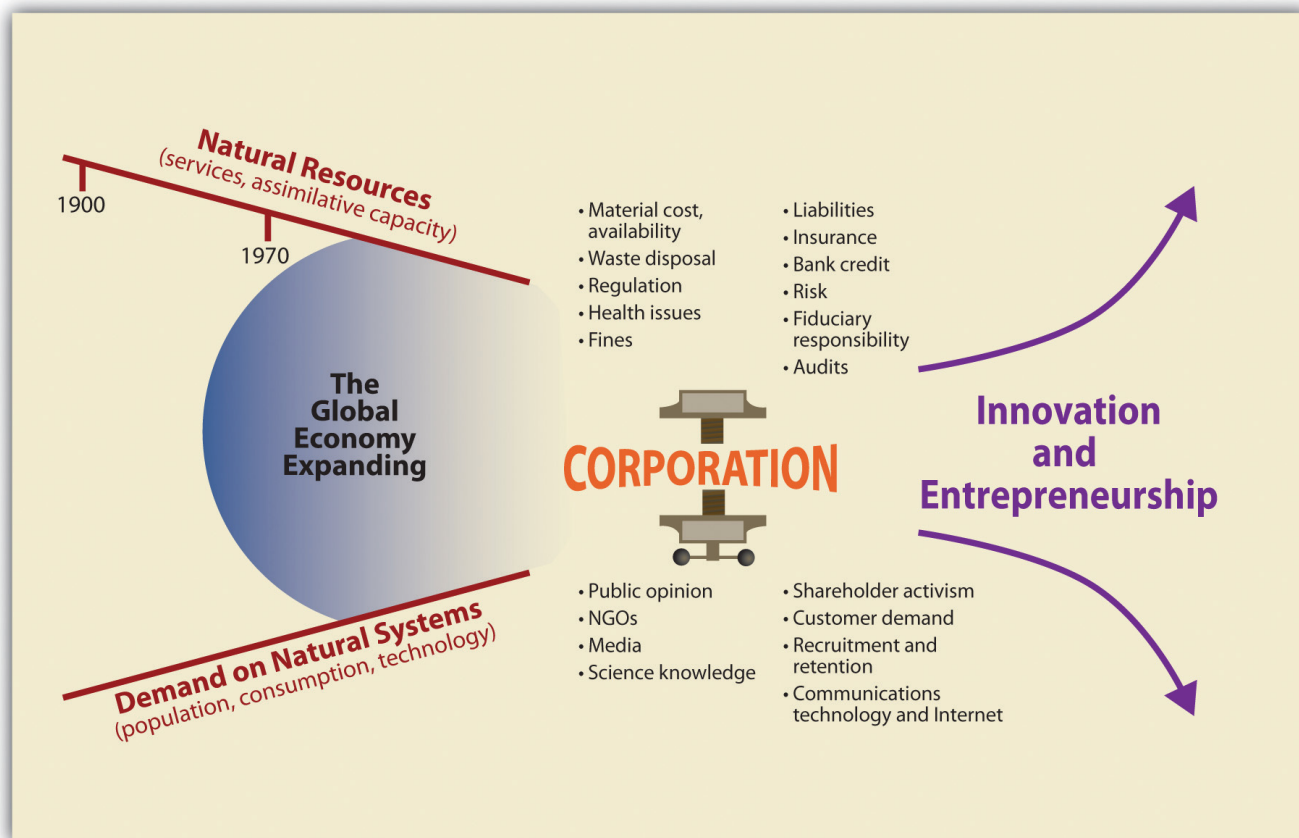 Natural Resources
(services, assimilative capacity)
1900
1970
The
Global
Economy
Expanding
Demand on Natural Systems
(population, consumption, technology)
• Material cost,
availability
• Waste disposal
• Regulation
• Health issues
• Fines
• Liabilities
• Insurance
• Bank credit
• Risk
• Fiduciary
responsibility
• Audits
CORPORATION
• Public opinion
• NGOs
• Media
• Science knowledge
• Shareholder activism
• Customer demand
• Recruitment and
retention
• Communications
technology and Internet
Innovation
and
Entrepreneurship